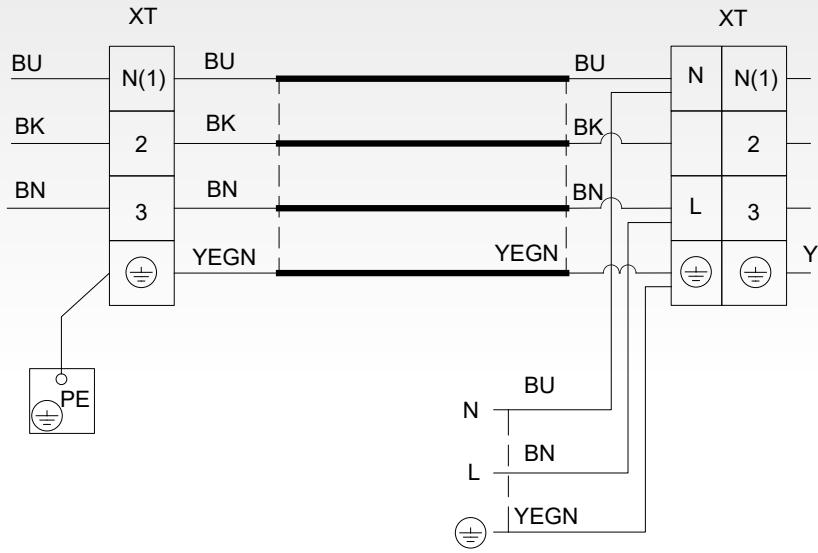 XT XT
BU N(1) BU BU N N(1)
BK 2 BK BK 2
BN 3 BN BN L 3
YEGN YEGN Y
PE
N BU
L BN
YEGN